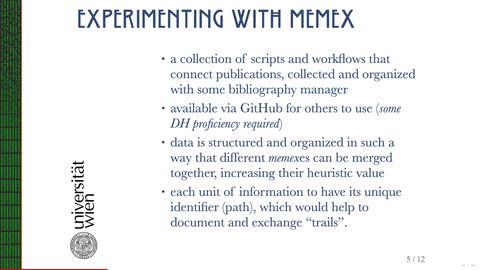 EXPERIMENTING WITH MEMEX
• a collection of scripts and workflows that
connect publications, collected and organized
with some bibliography manager
• available via GitHub for others to use (some
DH proficiency required)
• data is structured and organized in such a
way that different memexes can be merged
together, increasing their heuristic value
• each unit of information to have its unique
identifier (path), which would help to
document and exchange “trails”.
universität
wien
5 / 12